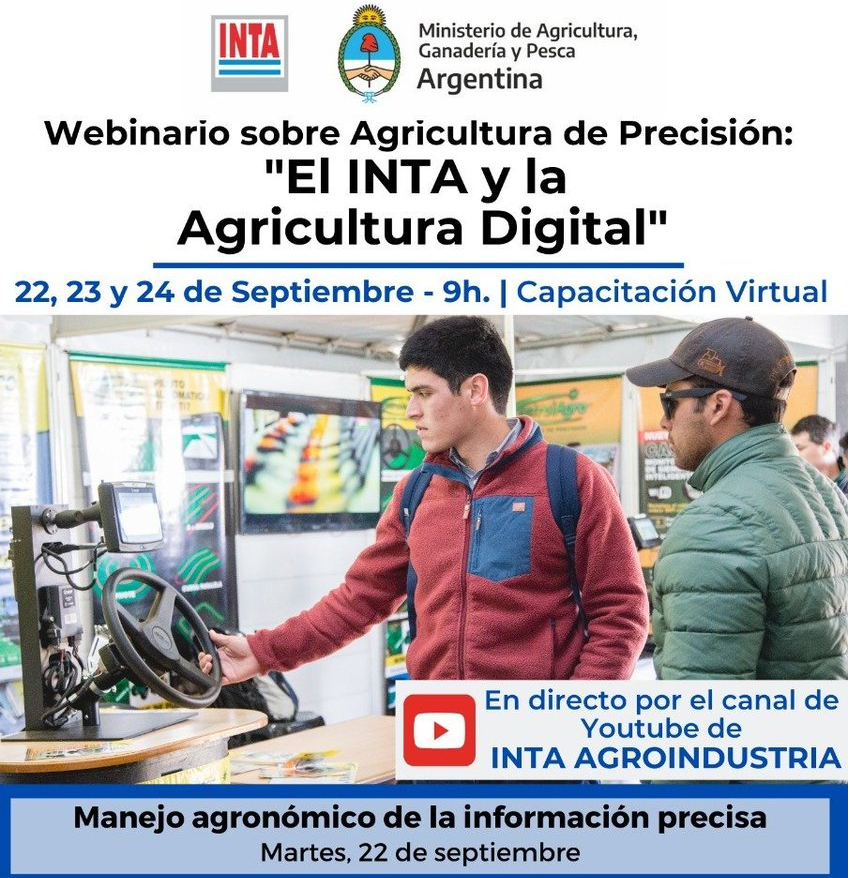 INTA
Ministerio de Agricultura,
Ganadería y Pesca
Argentina
Webinario sobre Agricultura de Precisión:
"El INTA y la
Agricultura Digital"
22, 23 y 24 de Septiembre - 9h. | Capacitación Virtual
En directo por el canal de
Youtube de
INTA AGROINDUSTRIA
Manejo agronómico de la información precisa
Martes, 22 de septiembre